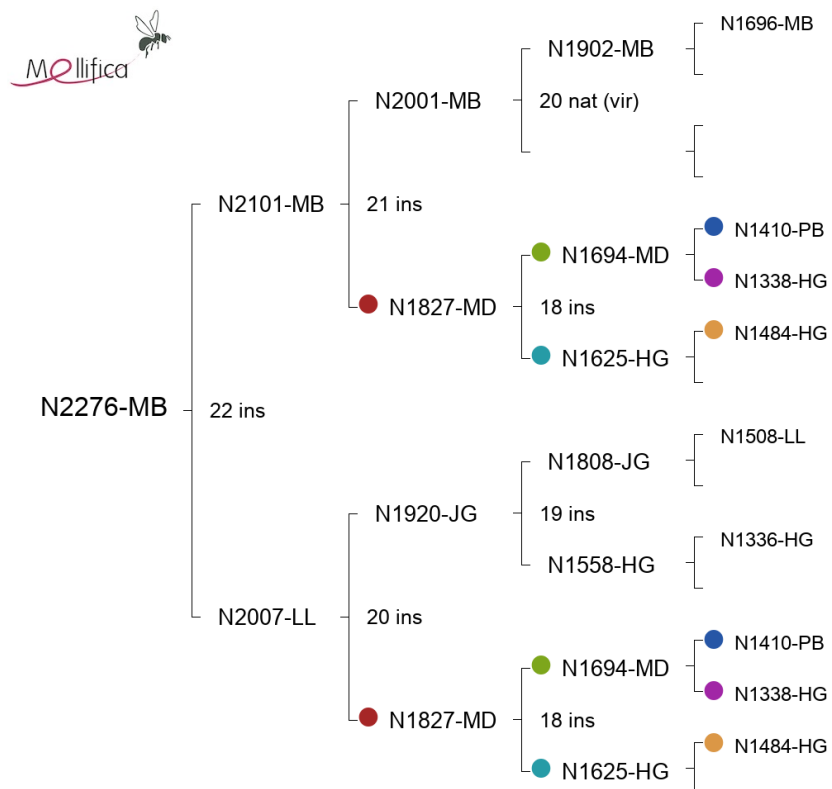 Mellifica
N1696-MB
N1902-MB
N2001-MB
20 nat (vir)
N2101-MB
21 ins
N1410-PB
N1694-MD
N1338-HG
N1827-MD
18 ins
N1484-HG
N1625-HG
N2276-MB
22 ins
N1508-LL
N1808-JG
N1920-JG
19 ins
N1336-HG
N1558-HG
N2007-LL
20 ins
N1410-PB
N1694-MD
N1338-HG
N1827-MD
18 ins
N1484-HG
N1625-HG